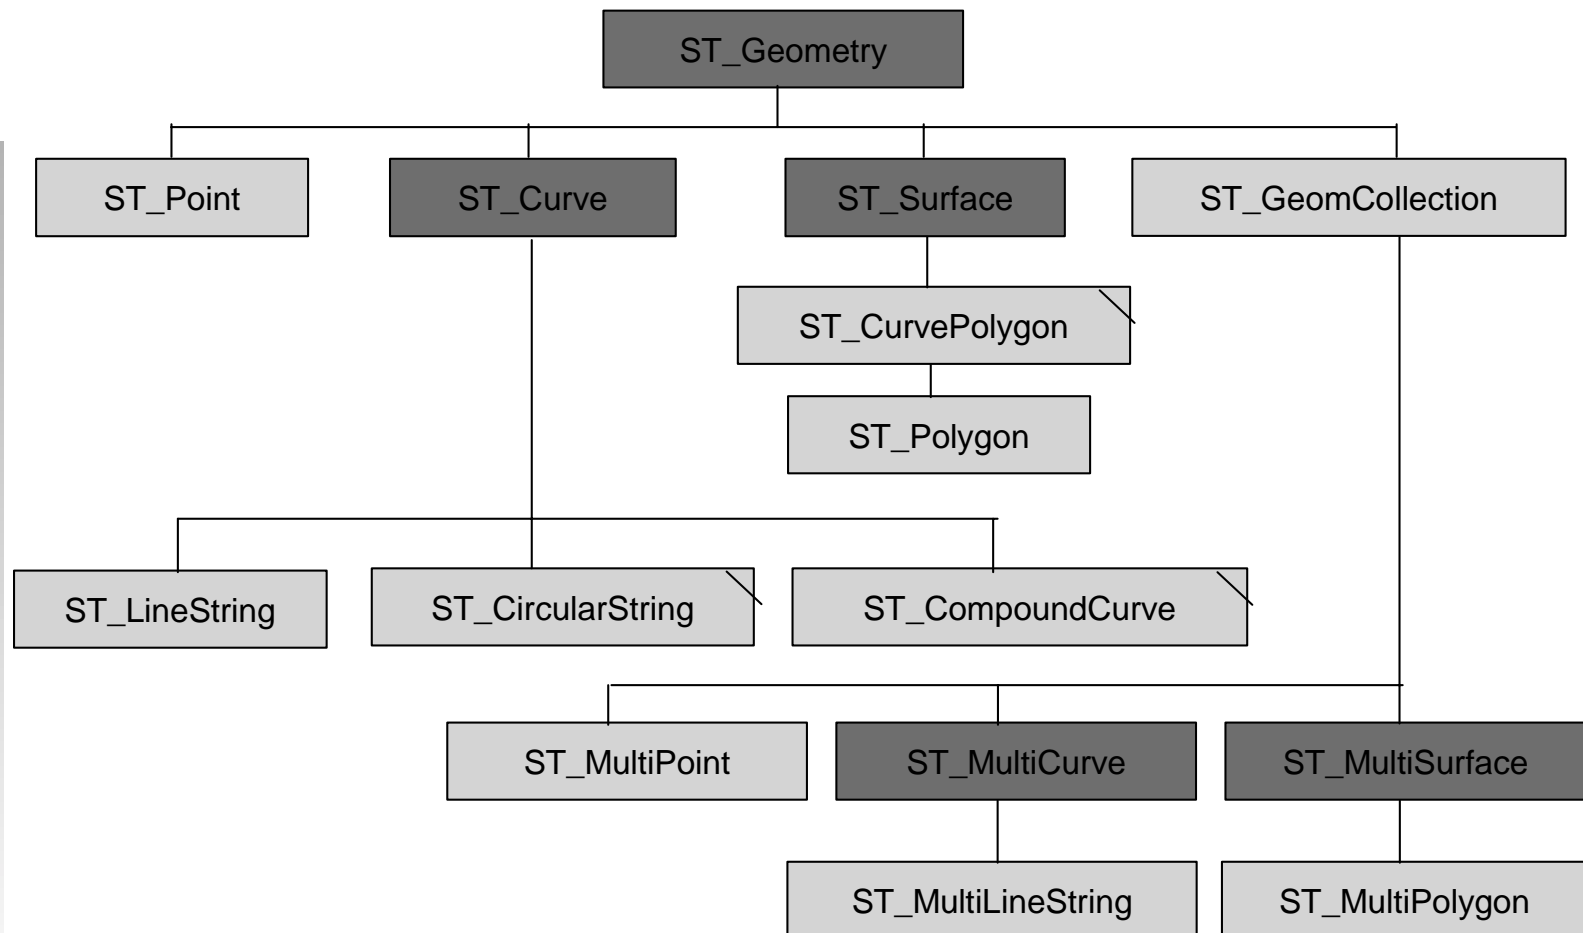 ST_Geometry
ST_Point
ST_Curve
ST_Surface
ST_GeomCollection
ST_CurvePolygon
ST_Polygon
ST_LineString
ST_CircularString
ST_CompoundCurve
ST_MultiPoint
ST_MultiCurve
ST_MultiSurface
ST_MultiLineString
ST_MultiPolygon